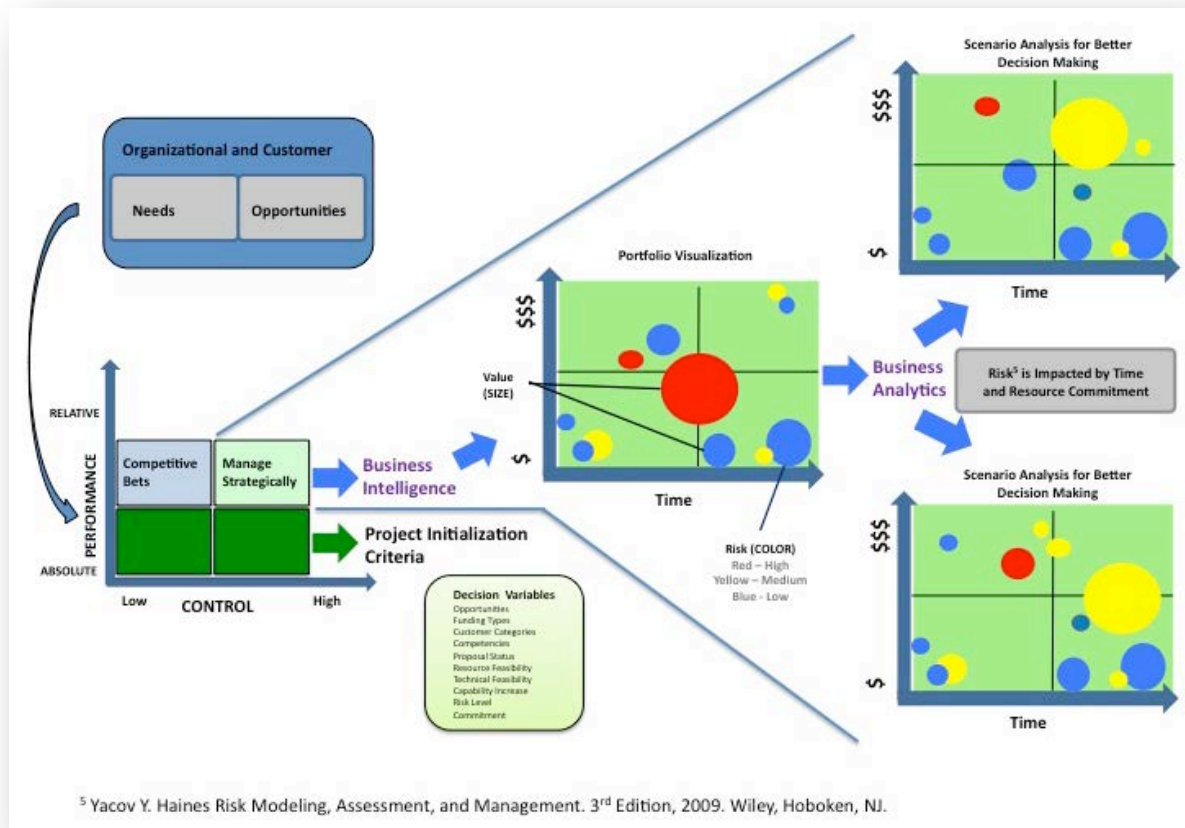 Organizational and Customer
Needs
Opportunities
RELATIVE
PERFORMANCE
ABSOLUTE
Competitive
Bets
Manage
Strategically
Low
CONTROL
High
Business
Intelligence
Project Initialization
Criteria
Decision Variables
Opportunities
Funding Types
Customer Categories
Competencies
Proposal Status
Resource Feasibility
Technical Feasibility
Capability Increase
Risk Level
Commitment
Portfolio Visualization
$$$
Value
(SIZE)
$
Time
Risk (COLOR)
Red – High
Yellow – Medium
Blue - Low
Business
Analytics
Scenario Analysis for Better
Decision Making
$$$
$
Time
Risk⁵ is Impacted by Time
and Resource Commitment
Scenario Analysis for Better
Decision Making
$$$
$
Time
⁵ Yacov Y. Haines Risk Modeling, Assessment, and Management. 3rd Edition, 2009. Wiley, Hoboken, NJ.